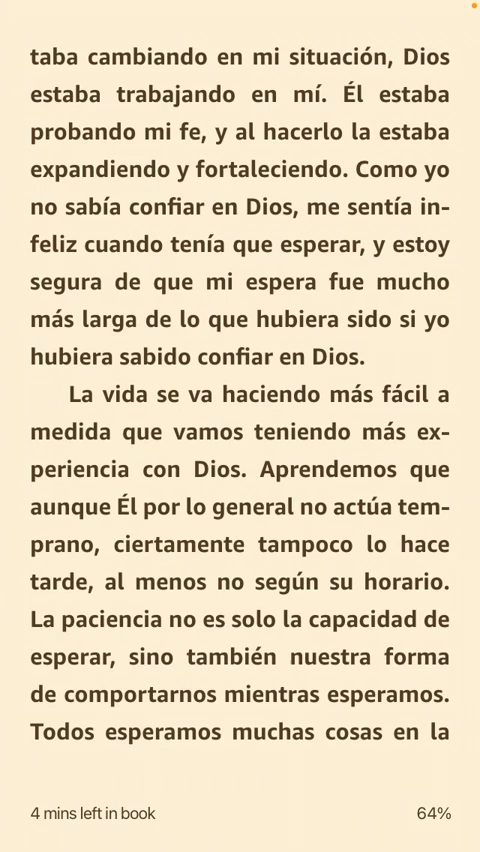 taba cambiando en mi situación, Dios
estaba trabajando en mí. Él estaba
probando mi fe, y al hacerlo la estaba
expandiendo y fortaleciendo. Como yo
no sabía confiar en Dios, me sentía in-
feliz cuando tenía que esperar, y estoy
segura de que mi espera fue mucho
más larga de lo que hubiera sido si yo
hubiera sabido confiar en Dios.
La vida se va haciendo más fácil a
medida que vamos teniendo más ex-
periencia con Dios. Aprendemos que
aunque Él por lo general no actúa tem-
prano, ciertamente tampoco lo hace
tarde, al menos no según su horario.
La paciencia no es solo la capacidad de
esperar, sino también nuestra forma
de comportarnos mientras esperamos.
Todos esperamos muchas cosas en la
4 mins left in book 64%